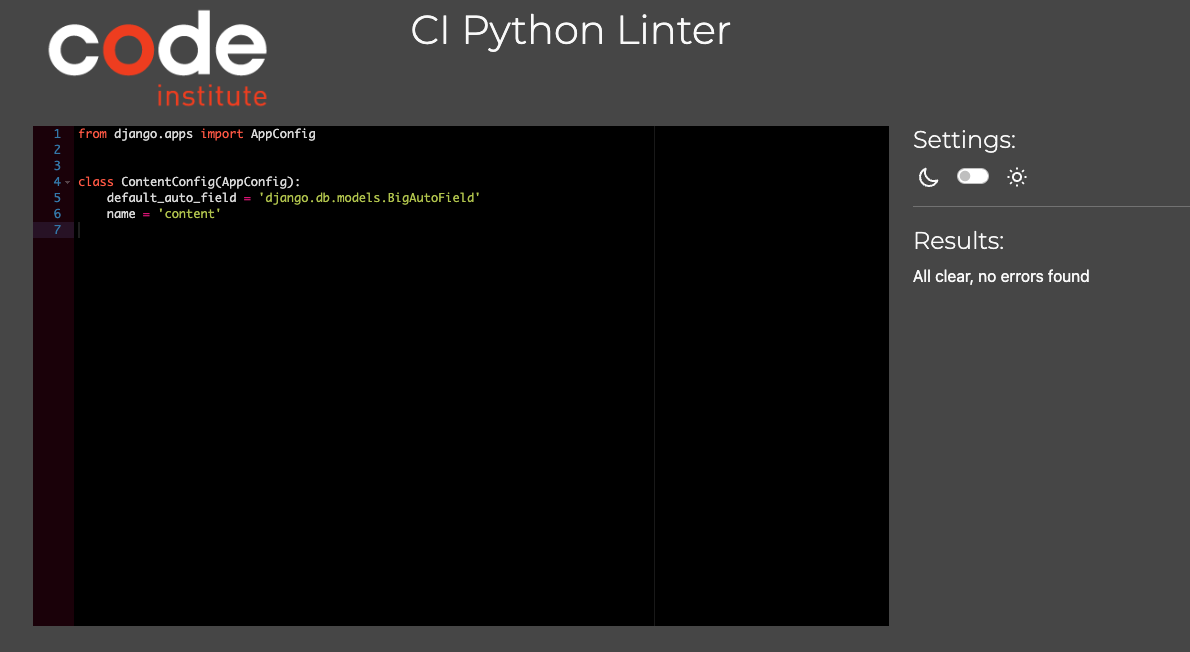 code
institute
CI Python Linter
1 from django.apps import AppConfig
2
3
4 class ContentConfig(AppConfig):
5     default_auto_field = 'django.db.models.BigAutoField'
6     name = 'content'
7
Settings:
Results:
All clear, no errors found